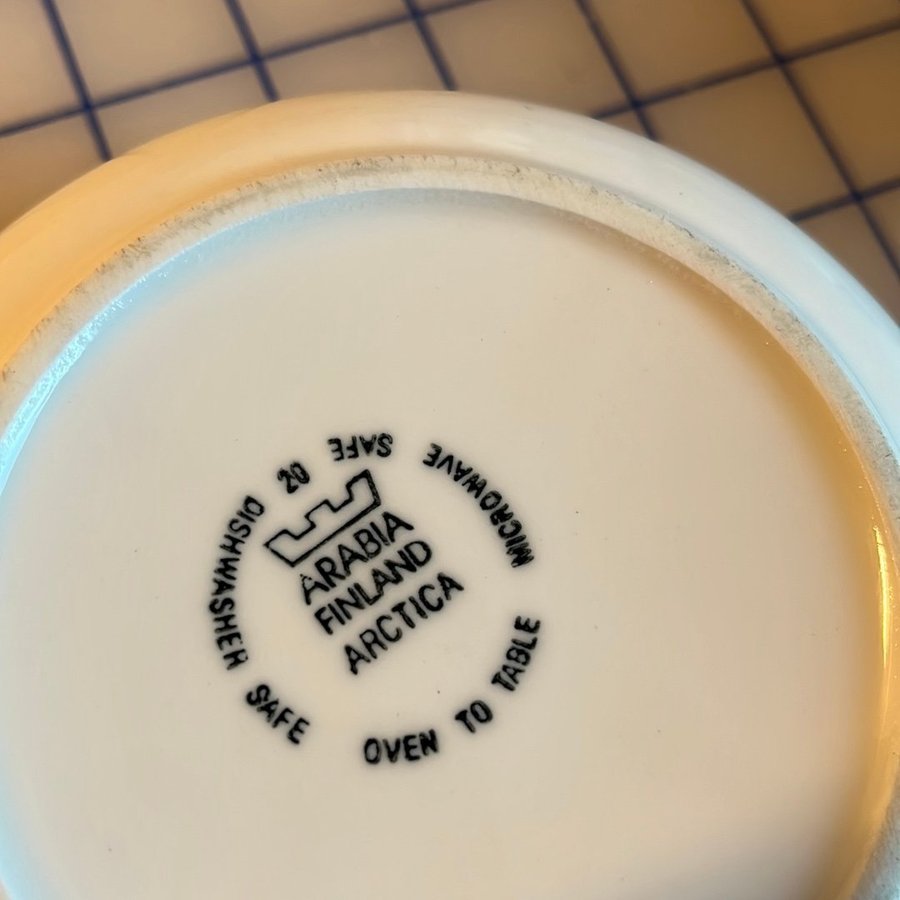 ARABIA
FINLAND
ARCTICA
20
DISHWASHER SAFE
OVEN TO TABLE
MICROWAVE SAFE